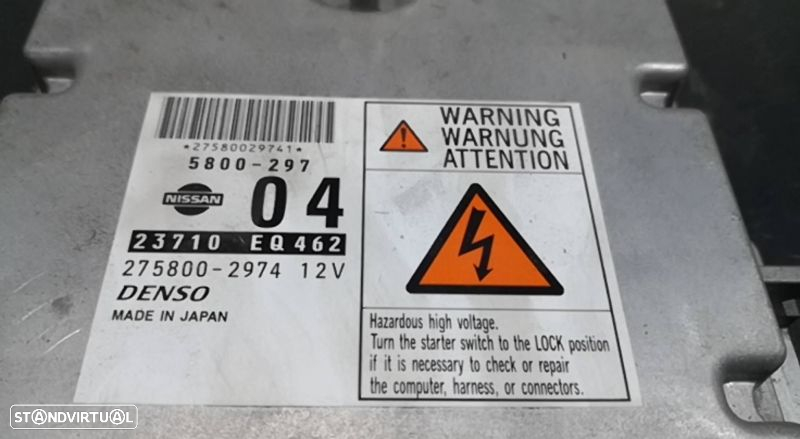 *27580029741*
5800-297
NISSAN 04
23710 EQ462
275800-2974 12V
DENSO
MADE IN JAPAN
WARNING
WARNUNG
ATTENTION
Hazardous high voltage.
Turn the starter switch to the LOCK position
if it is necessary to check or repair
the computer, harness, or connectors.
STANDVIRTUAL